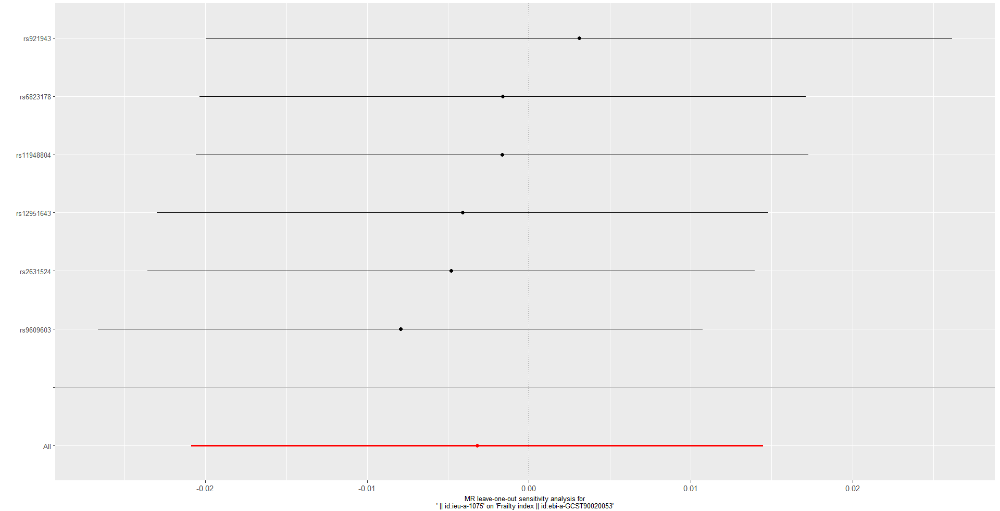 rs921943
rs6823178
rs11948804
rs12951643
rs2631524
rs9609603
All
-0.02 -0.01 0.00 0.01 0.02
MR leave-one-out sensitivity analysis for
' || id:ieu-a-1075' on 'Frailty index || id:ebi-a-GCST90020053'